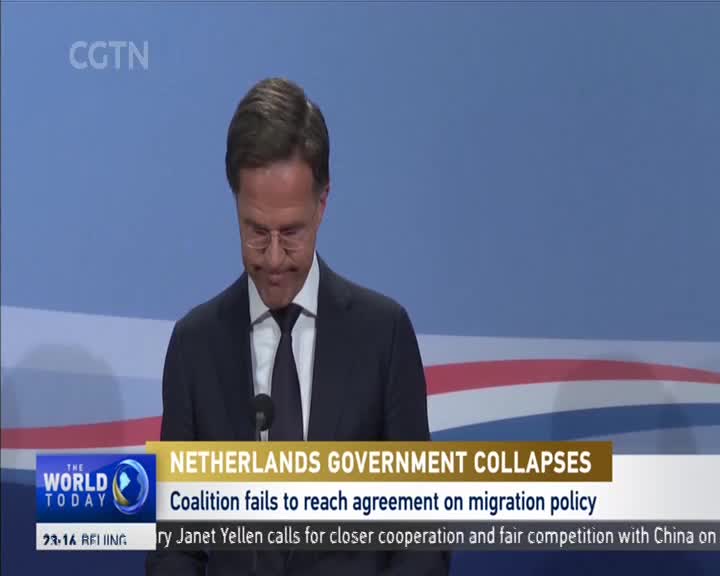 CGTN
NETHERLANDS GOVERNMENT COLLAPSES
THE
WORLD
TODAY
Coalition fails to reach agreement on migration policy
BEIJING
ry Janet Yellen calls for closer cooperation and fair competition with China on